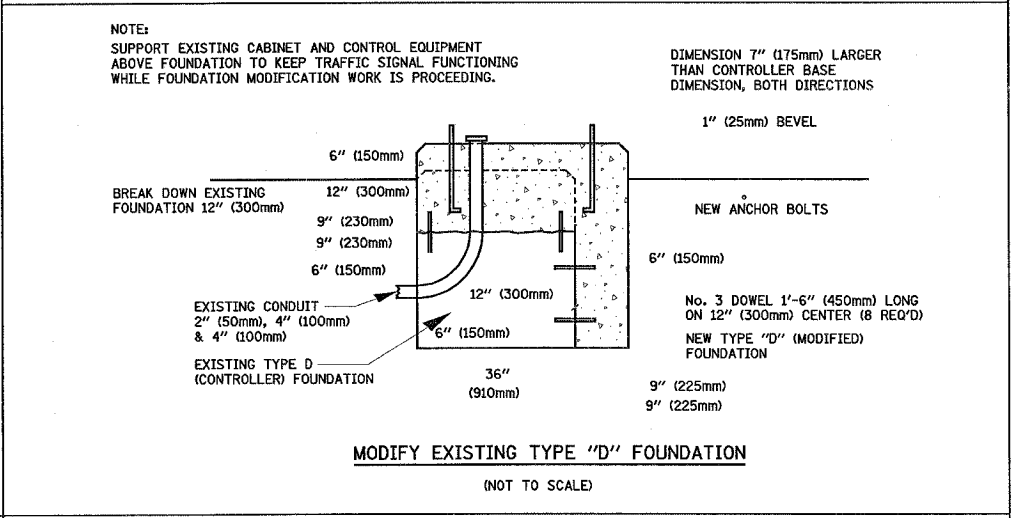 NOTE:
SUPPORT EXISTING CABINET AND CONTROL EQUIPMENT
ABOVE FOUNDATION TO KEEP TRAFFIC SIGNAL FUNCTIONING
WHILE FOUNDATION MODIFICATION WORK IS PROCEEDING.
DIMENSION 7" (175mm) LARGER
THAN CONTROLLER BASE
DIMENSION, BOTH DIRECTIONS
1" (25mm) BEVEL
6" (150mm)
BREAK DOWN EXISTING
FOUNDATION 12" (300mm)
12" (300mm)
9" (230mm)
9" (230mm)
6" (150mm)
NEW ANCHOR BOLTS
6" (150mm)
EXISTING CONDUIT
2" (50mm), 4" (100mm)
& 4" (100mm)
12" (300mm)
6" (150mm)
No. 3 DOWEL 1'-6" (450mm) LONG
ON 12" (300mm) CENTER (8 REQ'D)
NEW TYPE "D" (MODIFIED)
FOUNDATION
EXISTING TYPE D
(CONTROLLER) FOUNDATION
36"
(910mm)
9" (225mm)
9" (225mm)
MODIFY EXISTING TYPE "D" FOUNDATION
(NOT TO SCALE)